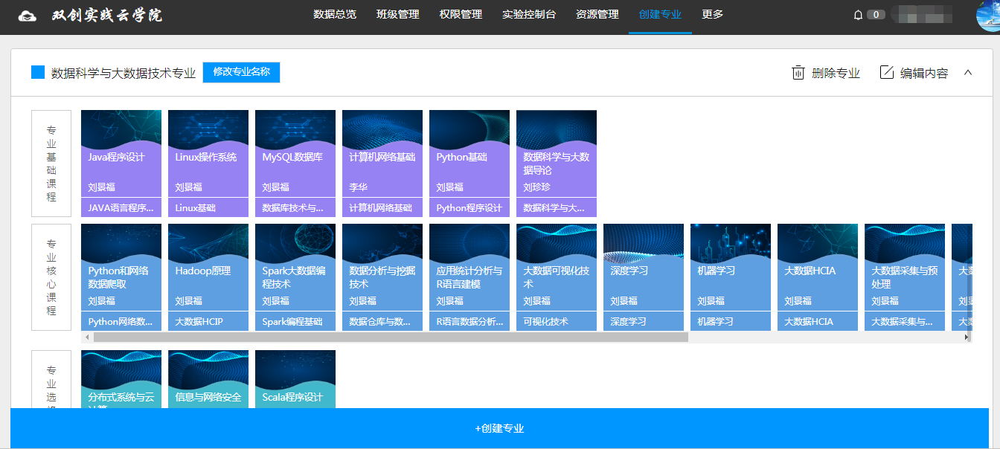 双创实践云学院
数据总览 班级管理 权限管理 实验控制台 资源管理 创建专业 更多
0
数据科学与大数据技术专业
修改专业名称
删除专业
编辑内容
专业基础课程
Java程序设计
刘景福
JAVA语言程序...
Linux操作系统
刘景福
Linux基础
MySQL数据库
刘景福
数据库技术与...
计算机网络基础
李华
计算机网络基础
Python基础
刘景福
Python程序设计
数据科学与大数
据导论
刘珍珍
数据科学与大...
专业核心课程
Python和网络
数据爬取
刘景福
Python网络数...
Hadoop原理
刘景福
大数据HCIP
Spark大数据编
程技术
刘景福
Spark编程基础
数据分析与挖掘
技术
刘景福
数据仓库与数...
应用统计分析与
R语言建模
刘景福
R语言数据分析...
大数据可视化技
术
刘景福
可视化技术
深度学习
刘景福
深度学习
机器学习
刘景福
机器学习
大数据HCIA
刘景福
大数据HCIA
大数据采集与预
处理
刘景福
大数据采集与...
专业选
分布式系统与云
计算
信息与网络安全
Scala程序设计
+创建专业